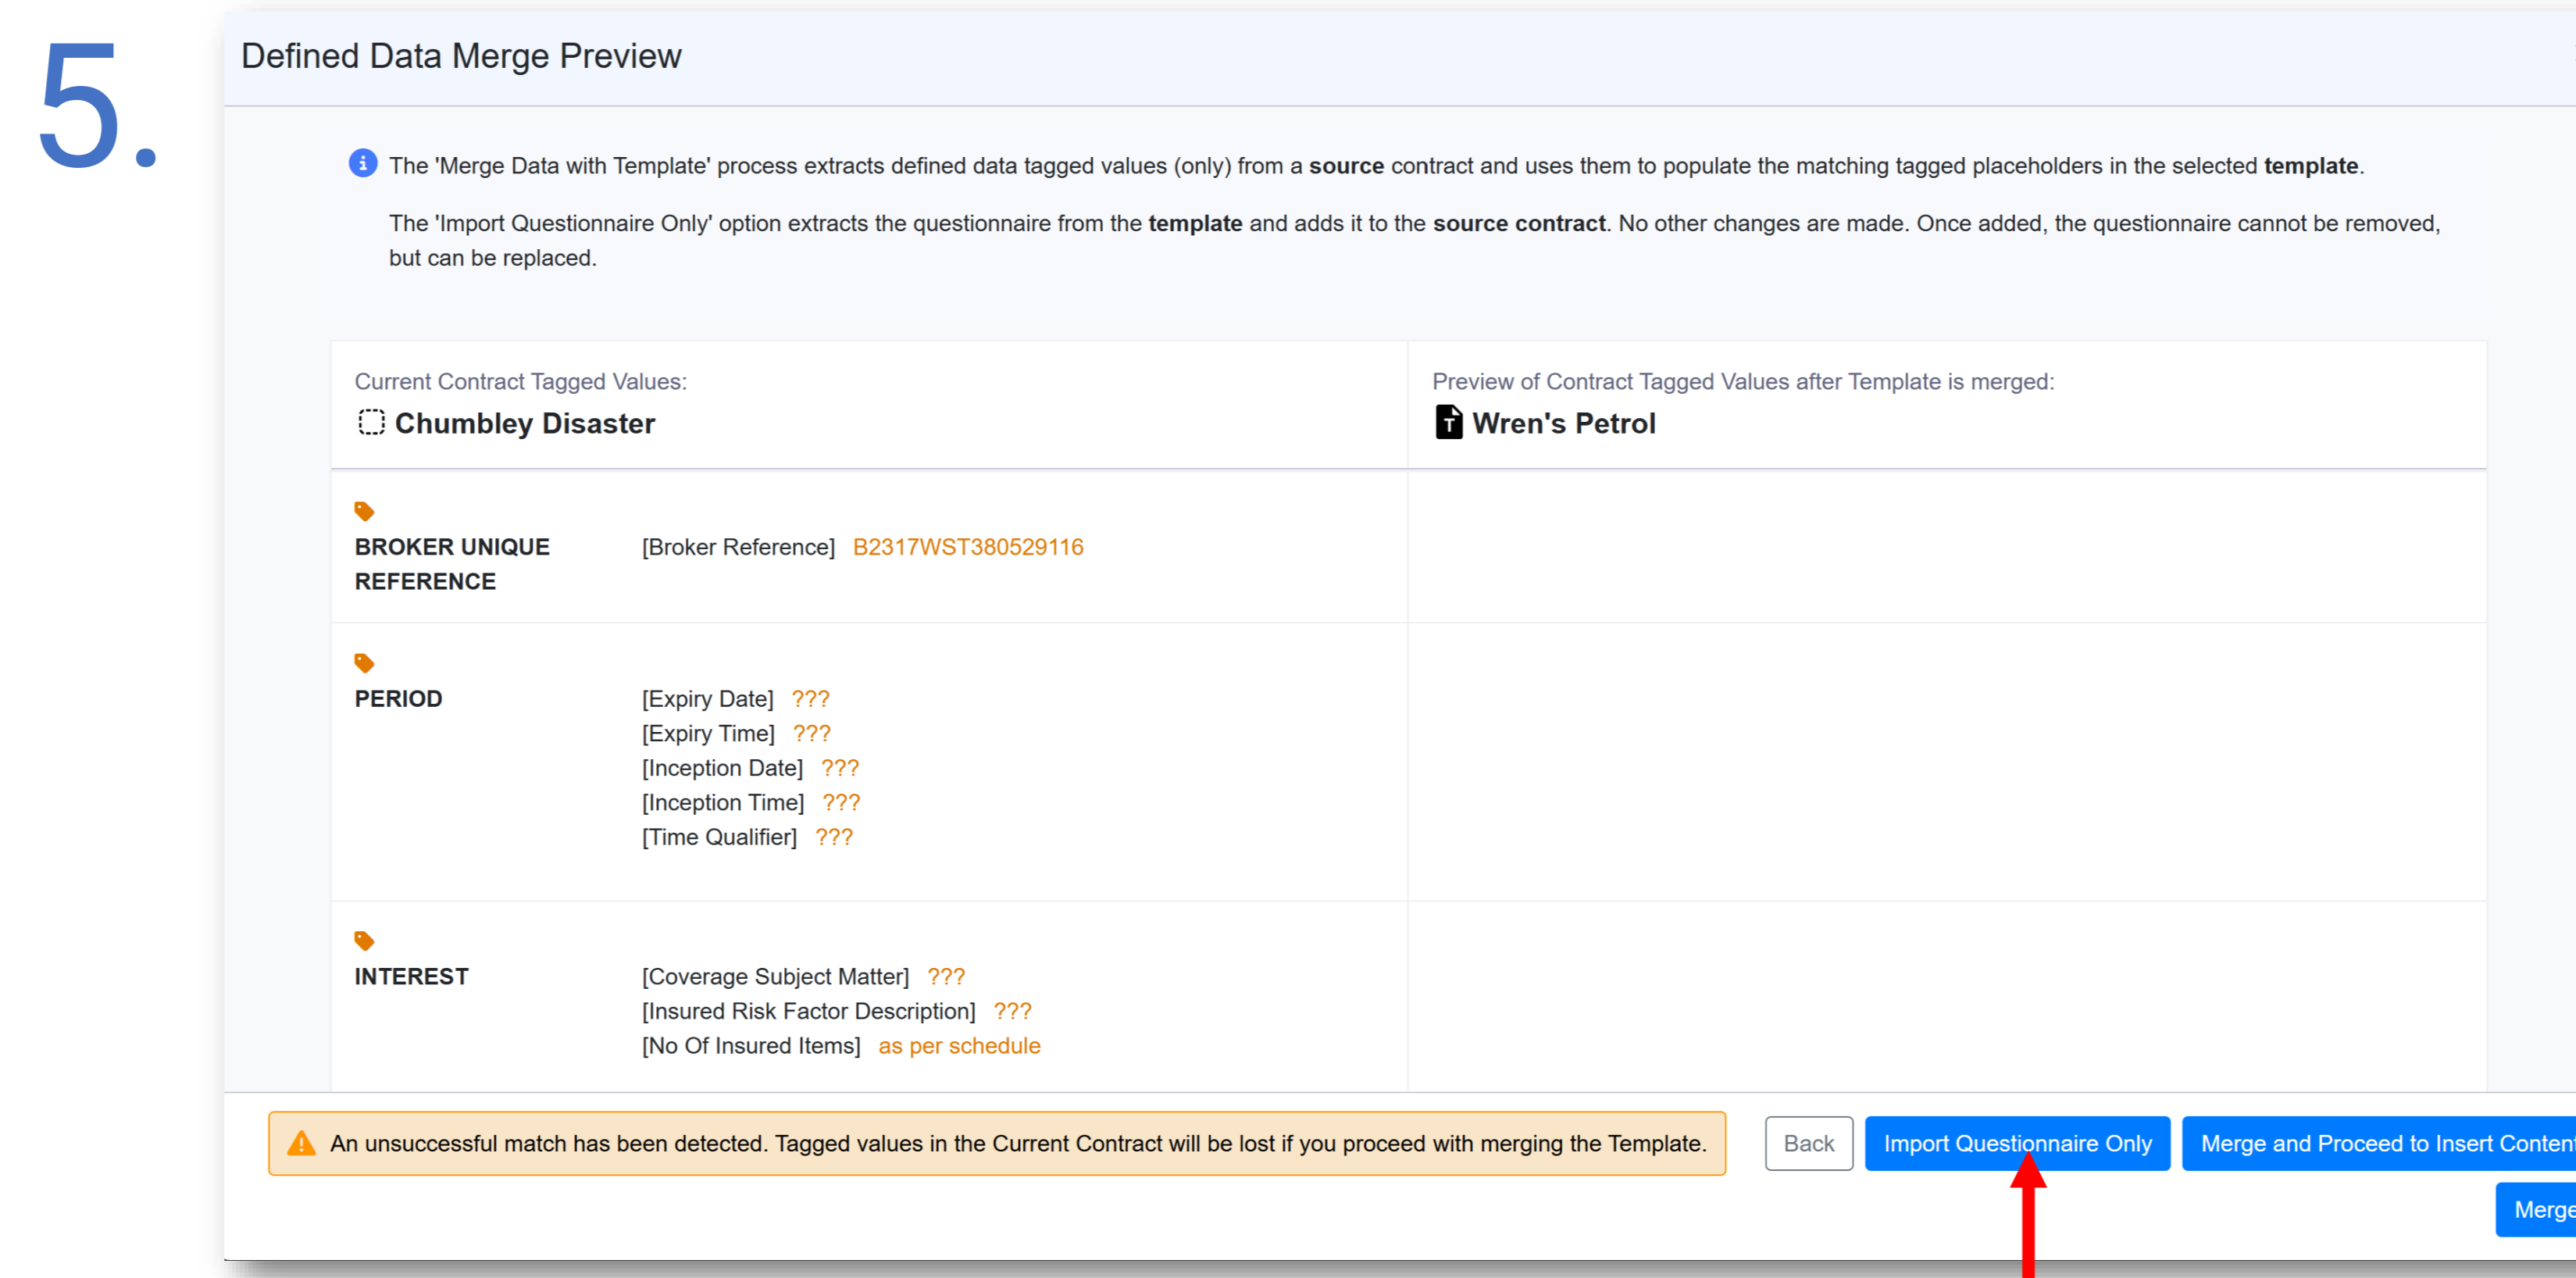 5.
Defined Data Merge Preview
The 'Merge Data with Template' process extracts defined data tagged values (only) from a source contract and uses them to populate the matching tagged placeholders in the selected template.
The 'Import Questionnaire Only' option extracts the questionnaire from the template and adds it to the source contract. No other changes are made. Once added, the questionnaire cannot be removed,
but can be replaced.
Current Contract Tagged Values:
Chumbley Disaster
Preview of Contract Tagged Values after Template is merged:
Wren's Petrol
BROKER UNIQUE
REFERENCE
[Broker Reference] B2317WST380529116
PERIOD
[Expiry Date] ???
[Expiry Time] ???
[Inception Date] ???
[Inception Time] ???
[Time Qualifier] ???
INTEREST
[Coverage Subject Matter] ???
[Insured Risk Factor Description] ???
[No Of Insured Items] as per schedule
An unsuccessful match has been detected. Tagged values in the Current Contract will be lost if you proceed with merging the Template.
Back
Import Questionnaire Only
Merge and Proceed to Insert Content
Merge